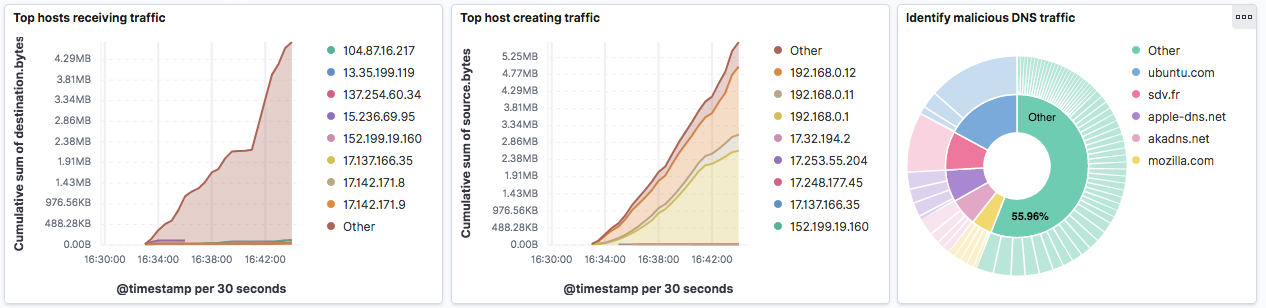 Top hosts receiving traffic
Cumulative sum of destination.bytes
4.29MB
3.81MB
3.34MB
2.86MB
2.38MB
1.91MB
1.43MB
976.56KB
488.28KB
0.00B
16:30:00 16:34:00 16:38:00 16:42:00
@timestamp per 30 seconds
104.87.16.217
13.35.199.119
137.254.60.34
15.236.69.95
152.199.19.160
17.137.166.35
17.142.171.8
17.142.171.9
Other
Top host creating traffic
Cumulative sum of source.bytes
5.25MB
4.77MB
4.29MB
3.81MB
3.34MB
2.86MB
2.38MB
1.91MB
1.43MB
976.56KB
488.28KB
0.00B
16:30:00 16:34:00 16:38:00 16:42:00
@timestamp per 30 seconds
Other
192.168.0.12
192.168.0.11
192.168.0.1
17.32.194.2
17.253.55.204
17.248.177.45
17.137.166.35
152.199.19.160
Identify malicious DNS traffic
Other
55.96%
Other
ubuntu.com
sdv.fr
apple-dns.net
akadns.net
mozilla.com